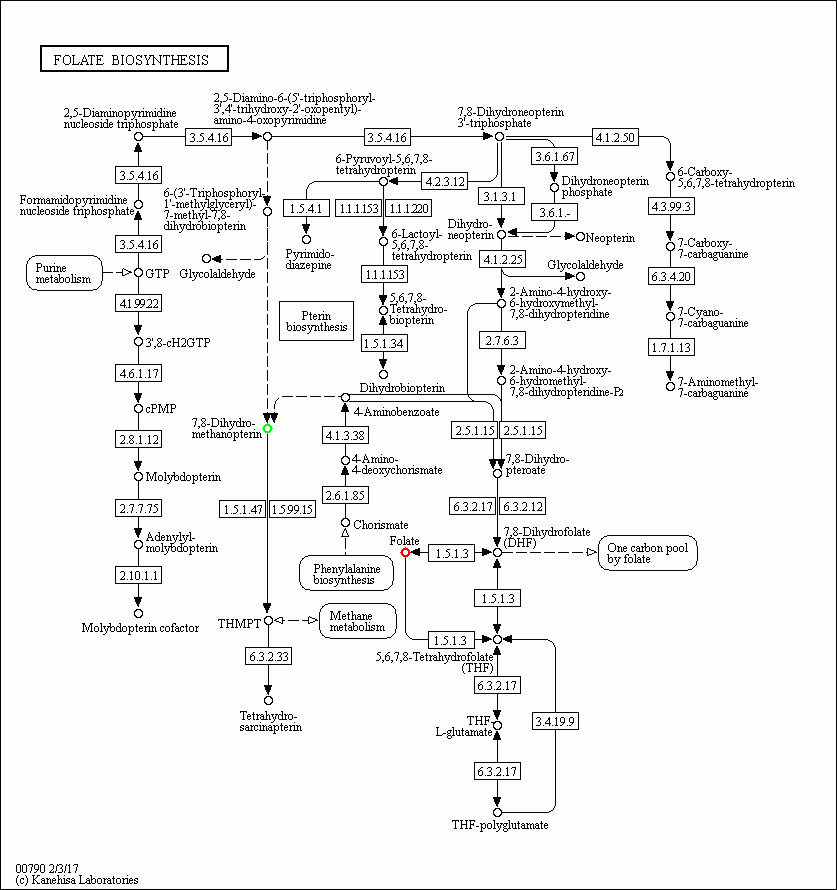 FOLATE BIOSYNTHESIS
2,5-Diaminopyrimidine
nucleoside triphosphate
2,5-Diamino-6-(5'-triphosphoryl-
3',4'-trihydroxy-2'-oxopentyl)-
amino-4-oxopyrimidine
7,8-Dihydroneopterin
3'-triphosphate
3.5.4.16
3.5.4.16
4.1.2.50
3.6.1.67
6-Pyruvoyl-5,6,7,8-
tetrahydropterin
3.5.4.16
4.2.3.12
6-Carboxy-
5,6,7,8-tetrahydropterin
Dihydroneopterin
phosphate
6-(3'-Triphosphoryl-
1'-methylglyceryl)-
7-methyl-7,8-
dihydrobiopterin
Formamidopyrimidine
nucleoside triphosphate
1.5.4.1
1.1.1.153
1.1.1.220
3.1.3.1
3.6.1.-
4.3.99.3
Dihydro-
neopterin
Neopterin
3.5.4.16
Pyrimido-
diazepine
6-Lactoyl-
5,6,7,8-
tetrahydropterin
7-Carboxy-
7-carbaguanine
4.1.2.25
Purine
metabolism
GTP
Glycolaldehyde
Glycolaldehyde
1.1.1.153
6.3.4.20
4.1.99.22
5,6,7,8-
Tetrahydro-
biopterin
2-Amino-4-hydroxy-
6-hydroxymethyl-
7,8-dihydropteridine
Pterin
biosynthesis
7-Cyano-
7-carbaguanine
3',8-cH2GTP
1.5.1.34
2.7.6.3
1.7.1.13
4.6.1.17
Dihydrobiopterin
2-Amino-4-hydroxy-
6-hydromethyl-
7,8-dihydropteridine-P2
7-Aminomethyl-
7-carbaguanine
cPMP
4-Aminobenzoate
7,8-Dihydro-
methanopterin
2.8.1.12
4.1.3.38
2.5.1.15
2.5.1.15
4-Amino-
4-deoxychorismate
7,8-Dihydro-
pteroate
Molybdopterin
2.6.1.85
2.7.7.75
1.5.1.47
1.5.99.15
6.3.2.17
6.3.2.12
Chorismate
Adenylyl-
molybdopterin
Folate
7,8-Dihydrofolate
(DHF)
1.5.1.3
One carbon pool
by folate
2.10.1.1
Phenylalanine
biosynthesis
1.5.1.3
Molybdopterin cofactor
THMPT
Methane
metabolism
1.5.1.3
6.3.2.33
5,6,7,8-Tetrahydrofolate
(THF)
6.3.2.17
Tetrahydro-
sarcinapterin
THF-
L-glutamate
3.4.19.9
6.3.2.17
THF-polyglutamate
00790 2/3/17
(c) Kanehisa Laboratories